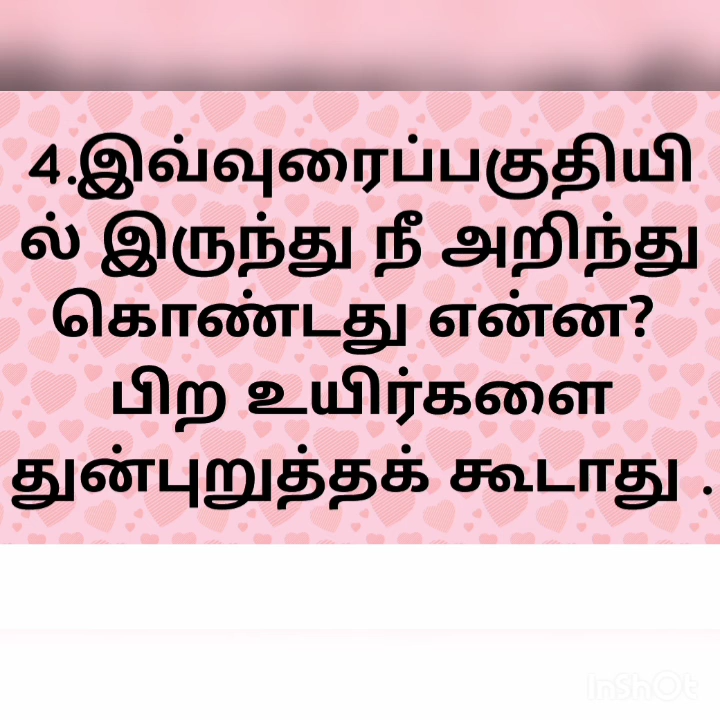 4.இவ்வுரைப்பகுதியி
ல் இருந்து நீ அறிந்து
கொண்டது என்ன?
பிற உயிர்களை
துன்புறுத்தக் கூடாது .
InShOt